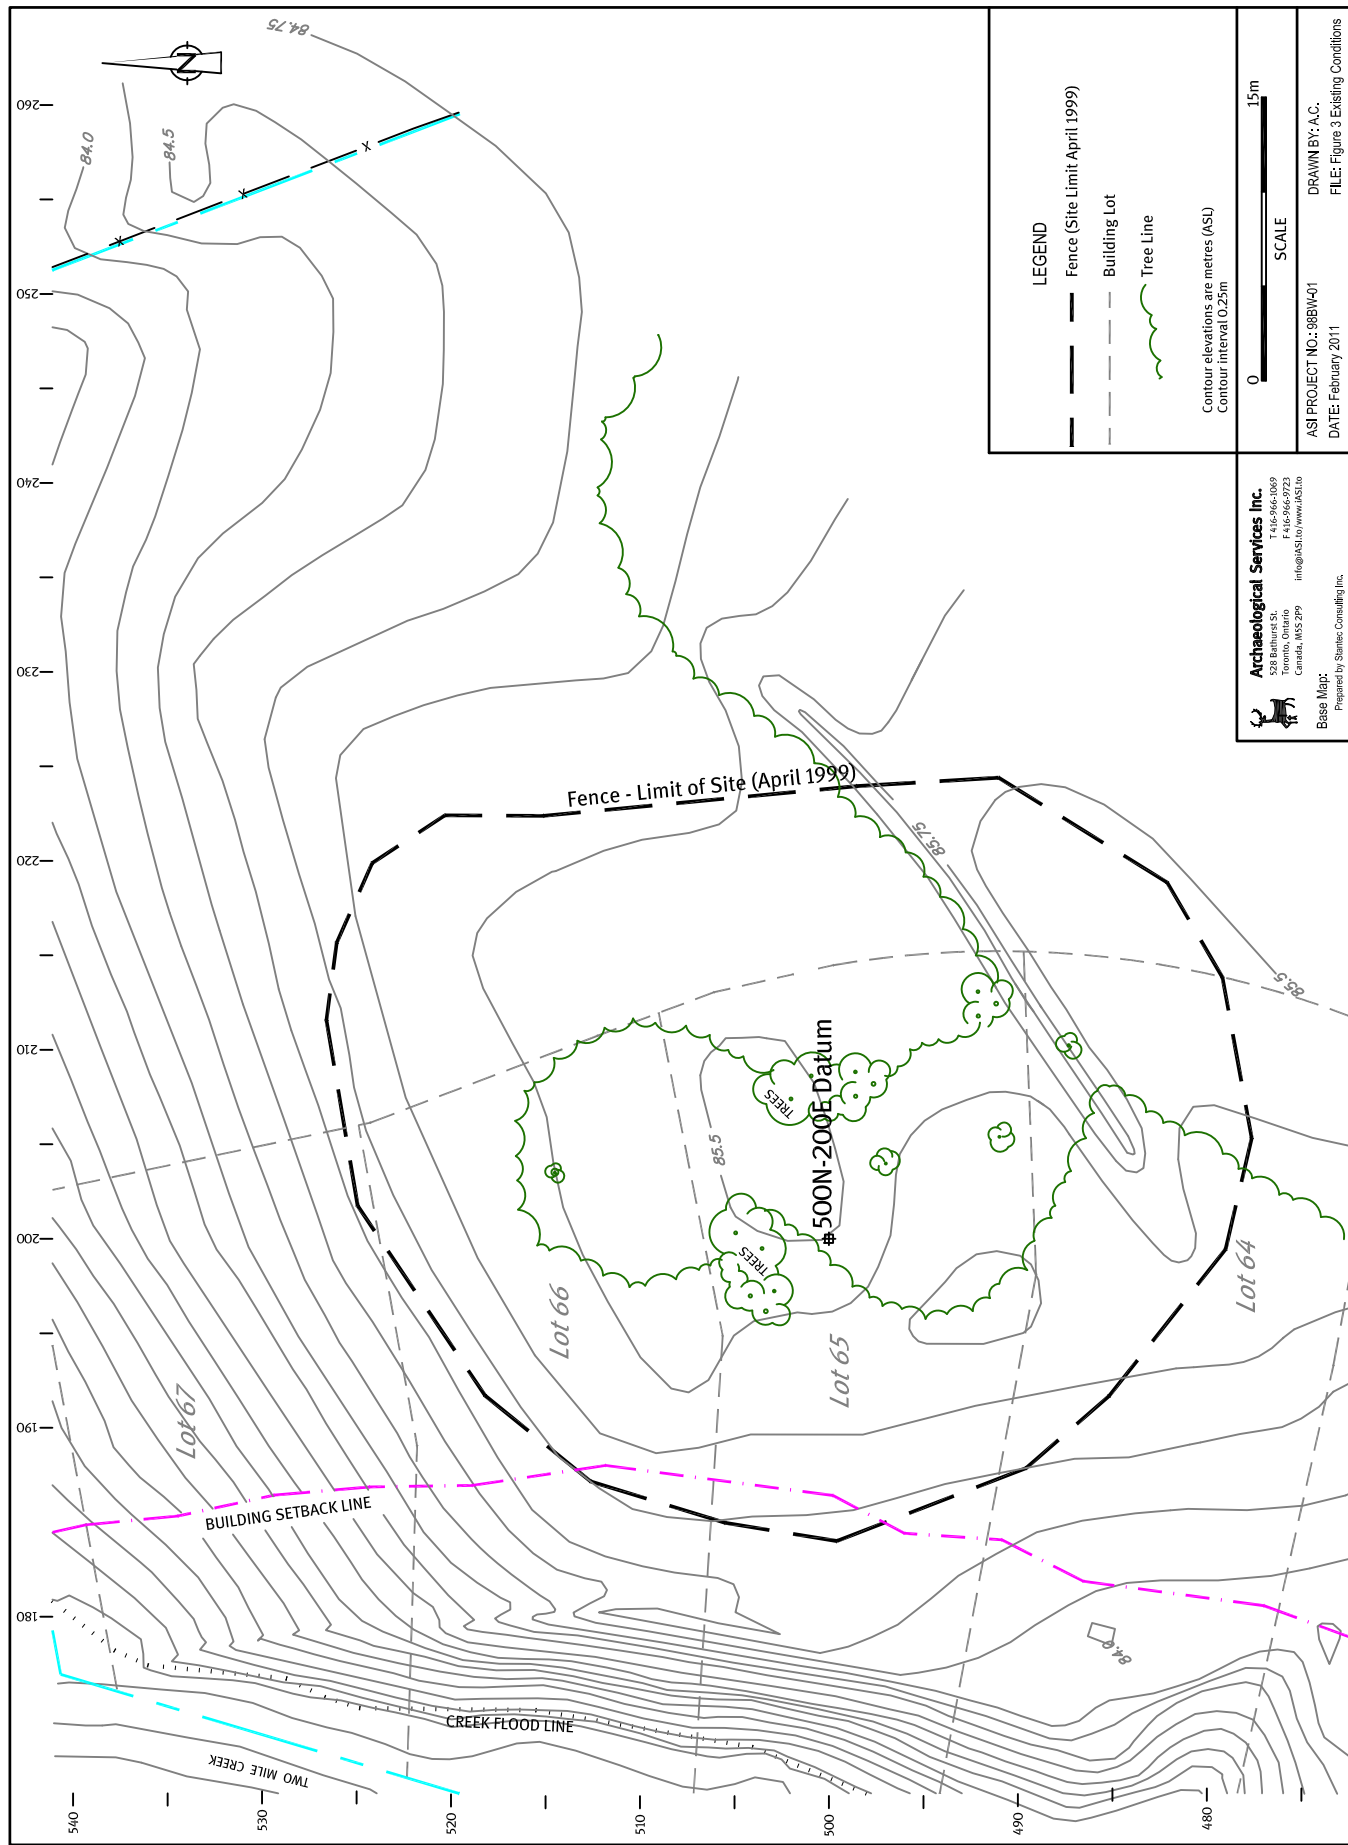 84.75
N
260
250
240
230
220
210
200
190
180
84.0
84.5
X
X
X
Fence - Limit of Site (April 1999)
85.75
85.5
TREES
85.5
500N-200E Datum
TREES
Lot 66
Lot 65
Lot 64
Lot 67
BUILDING SETBACK LINE
84.0
CREEK FLOOD LINE
TWO MILE CREEK
540
530
520
510
500
490
480
LEGEND
Fence (Site Limit April 1999)
Building Lot
Tree Line
Contour elevations are metres (ASL)
Contour interval 0.25m
0
15m
SCALE
ASI PROJECT NO.: 98BW-01
DRAWN BY: A.C.
DATE: February 2011
FILE: Figure 3 Existing Conditions
Archaeological Services Inc.
528 Bathurst St. T 416-966-1069
Toronto, Ontario F 416-966-9723
Canada, M5S 2P9 info@iASI.to/www.iASI.to
Base Map:
Prepared by Stantec Consulting Inc.